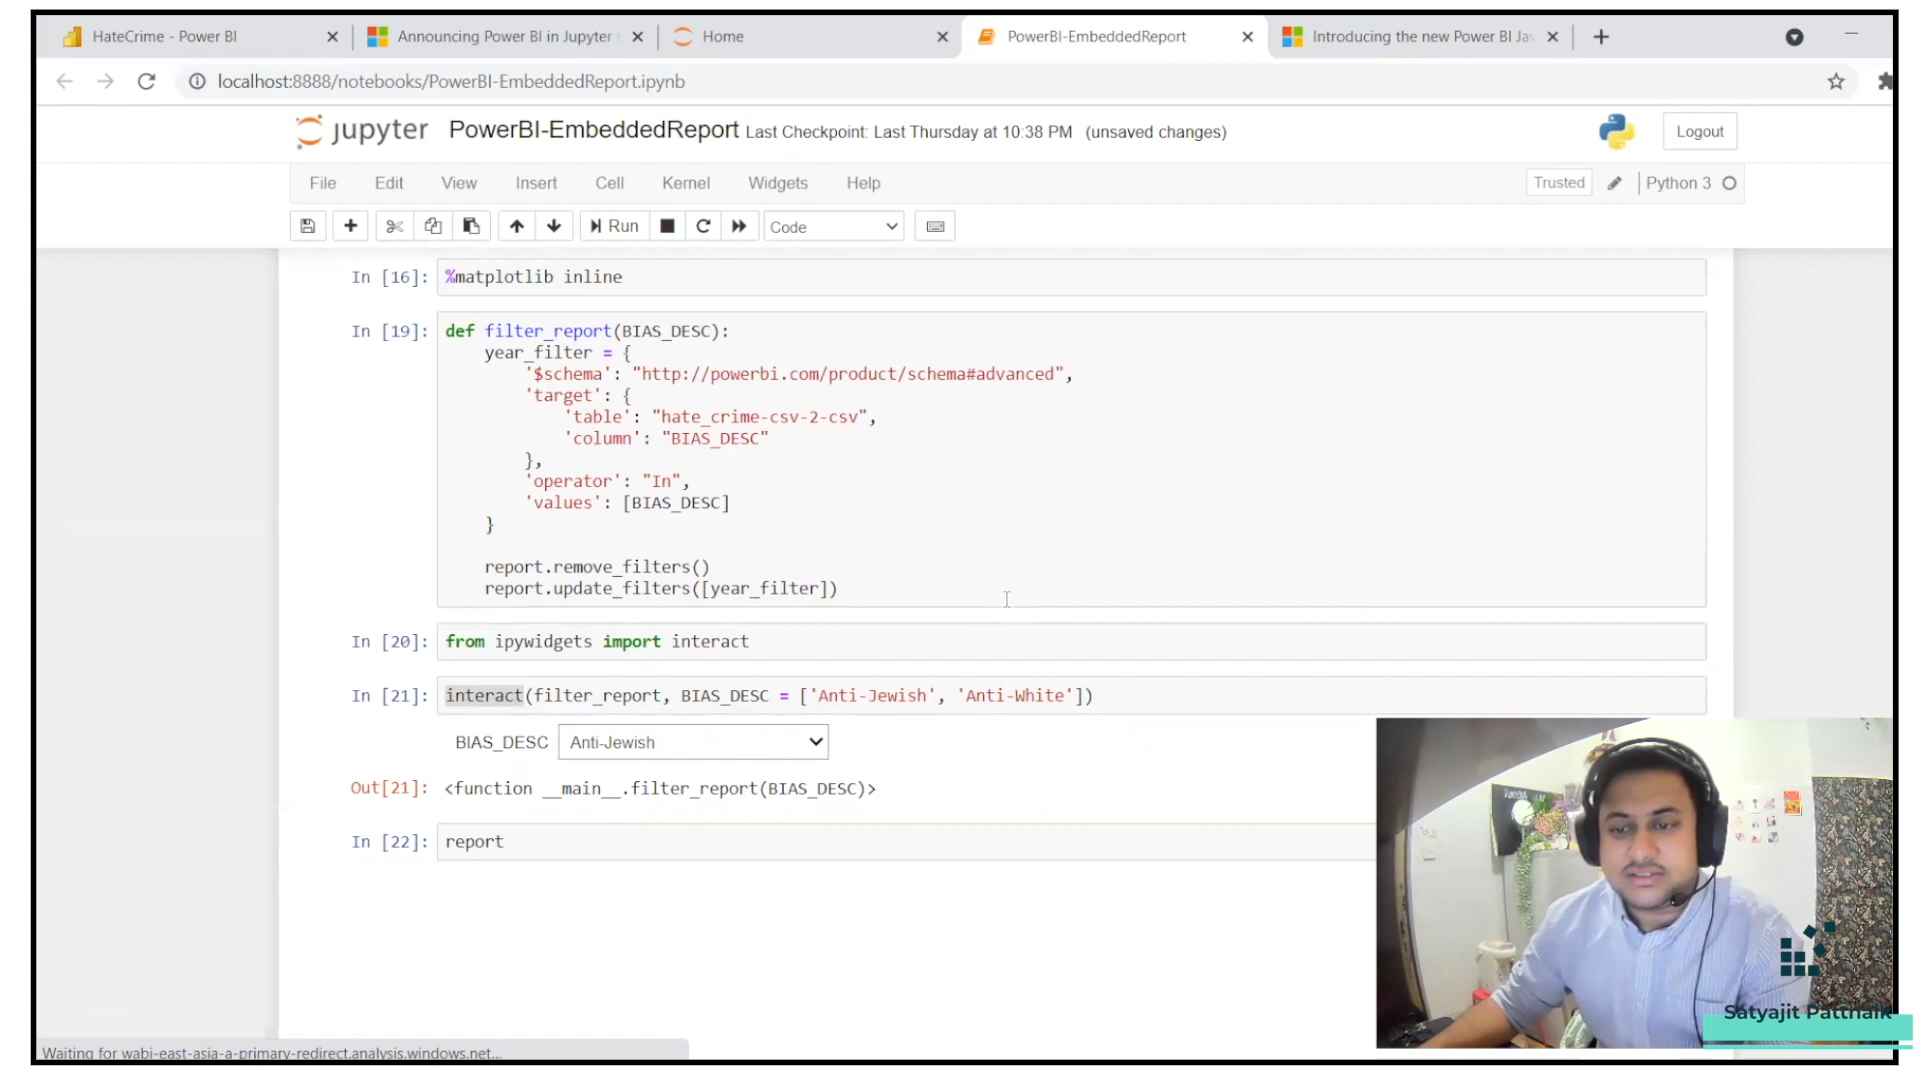 HateCrime - Power BI
Announcing Power BI in Jupyter
Home
PowerBI-EmbeddedReport
Introducing the new Power BI Jav
localhost:8888/notebooks/PowerBI-EmbeddedReport.ipynb
jupyter PowerBI-EmbeddedReport Last Checkpoint: Last Thursday at 10:38 PM (unsaved changes)
Logout
File Edit View Insert Cell Kernel Widgets Help
Trusted
Python 3
Run
Code
In [16]: %matplotlib inline
In [19]: def filter_report(BIAS_DESC):
year_filter = {
'$schema': "http://powerbi.com/product/schema#advanced",
'target': {
'table': "hate_crime-csv-2-csv",
'column': "BIAS_DESC"
},
'operator': "In",
'values': [BIAS_DESC]
}
report.remove_filters()
report.update_filters([year_filter])
In [20]: from ipywidgets import interact
In [21]: interact(filter_report, BIAS_DESC = ['Anti-Jewish', 'Anti-White'])
BIAS_DESC Anti-Jewish
Out[21]: <function __main__.filter_report(BIAS_DESC)>
In [22]: report
Satyajit Pattnaik
Waiting for wabi-east-asia-a-primary-redirect.analysis.windows.net...